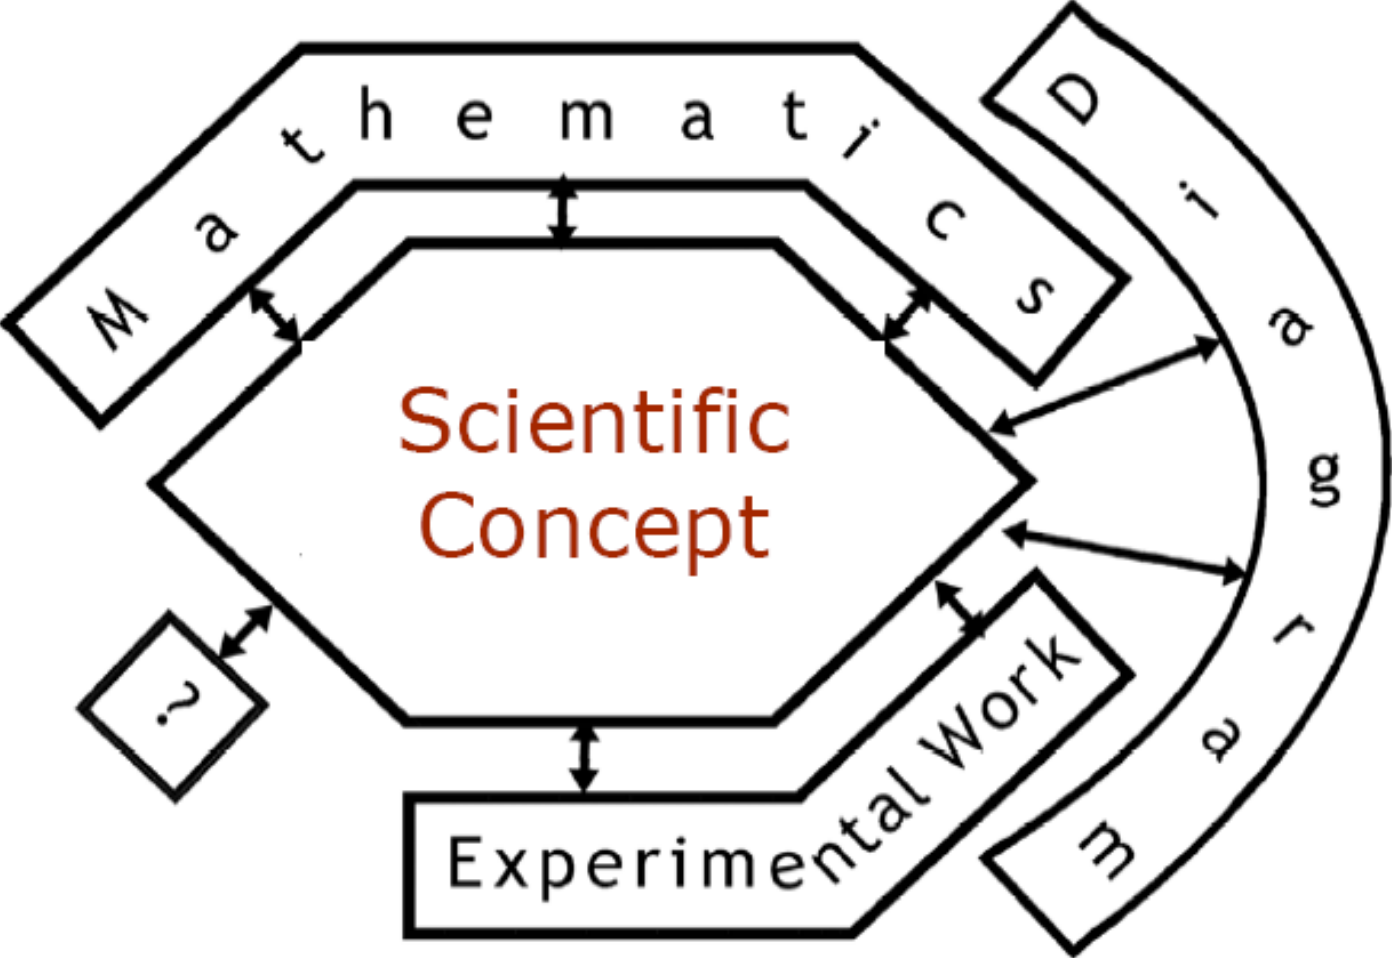 Mathematics
Diagram
Scientific
Concept
?
Experimental Work